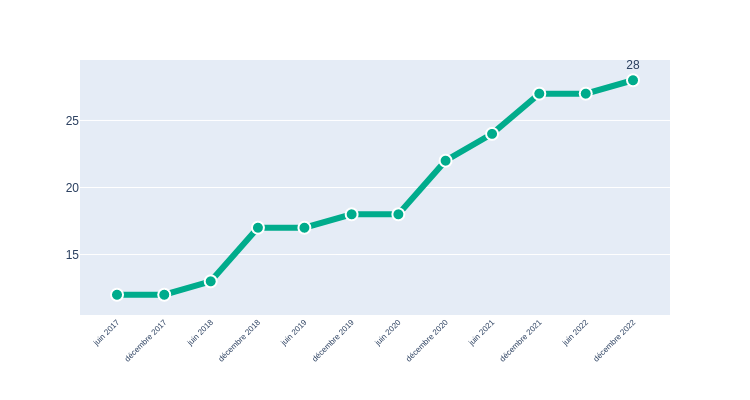 28
25
20
15
juin 2017
décembre 2017
juin 2018
décembre 2018
juin 2019
décembre 2019
juin 2020
décembre 2020
juin 2021
décembre 2021
juin 2022
décembre 2022